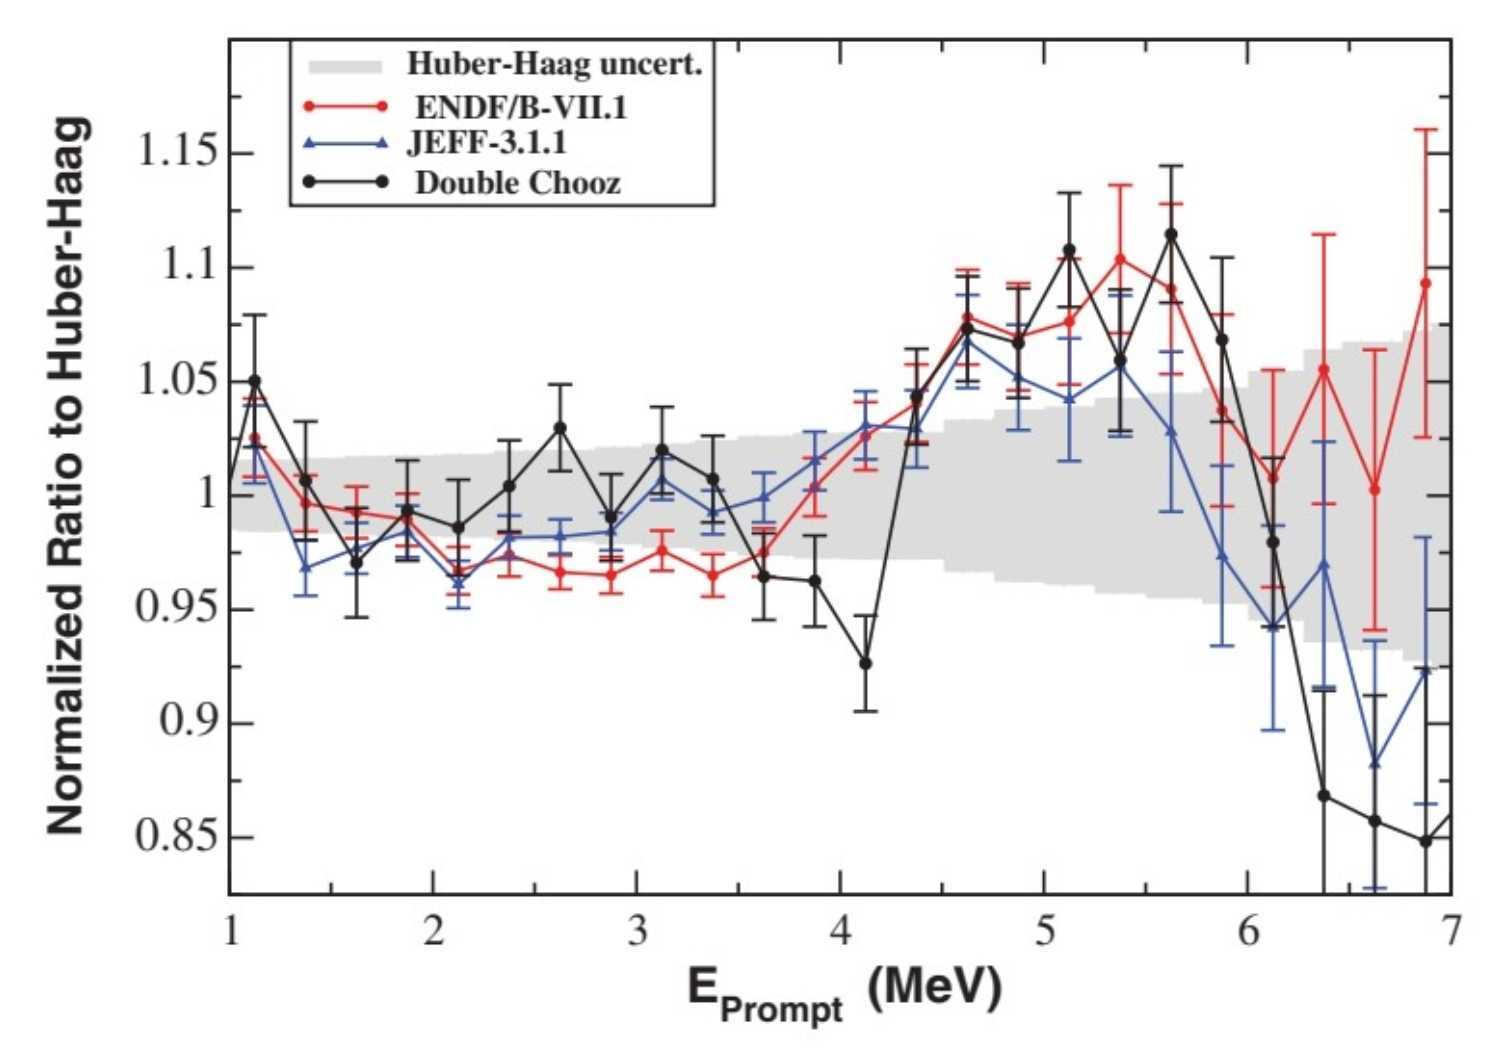 Huber-Haag uncert.
ENDF/B-VII.1
JEFF-3.1.1
Double Chooz
Normalized Ratio to Huber-Haag
1.15
1.1
1.05
1
0.95
0.9
0.85
1 2 3 4 5 6 7
E_Prompt (MeV)